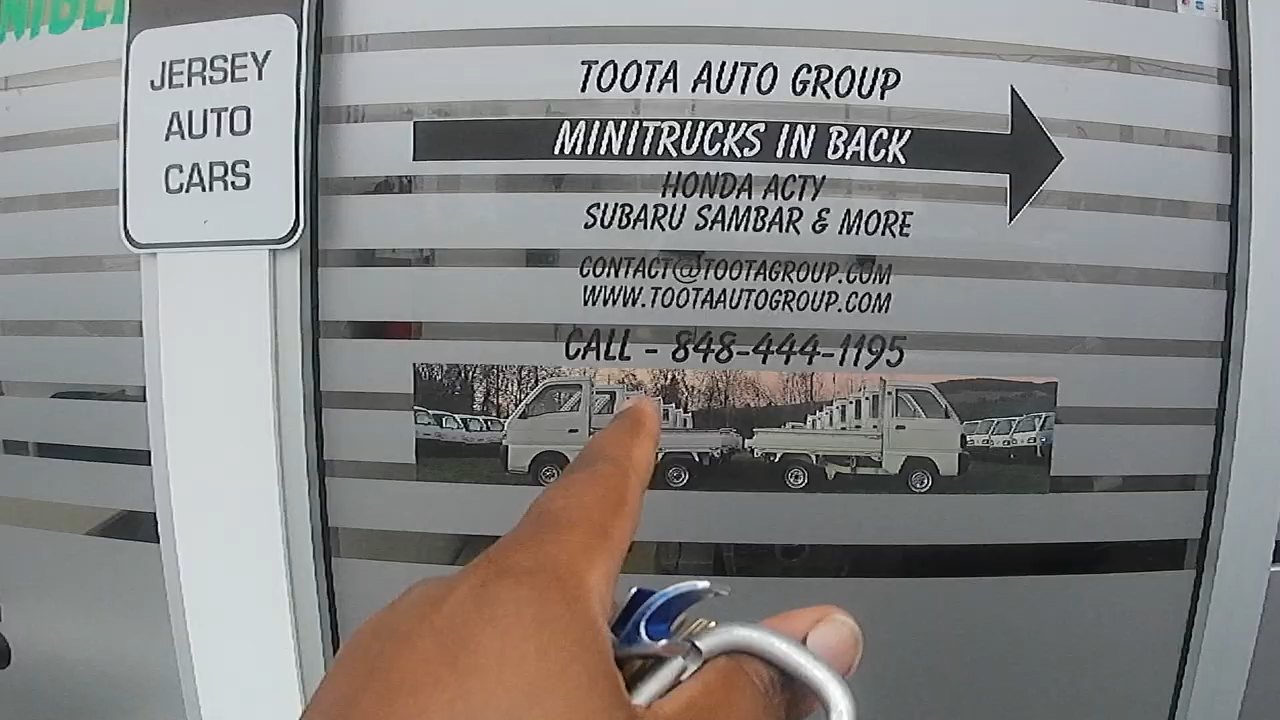 JERSEY
AUTO
CARS
TOOTA AUTO GROUP
MINITRUCKS IN BACK
HONDA ACTY
SUBARU SAMBAR & MORE
CONTACT@TOOTAGROUP.COM
WWW.TOOTAAUTOGROUP.COM
CALL - 848-444-1195